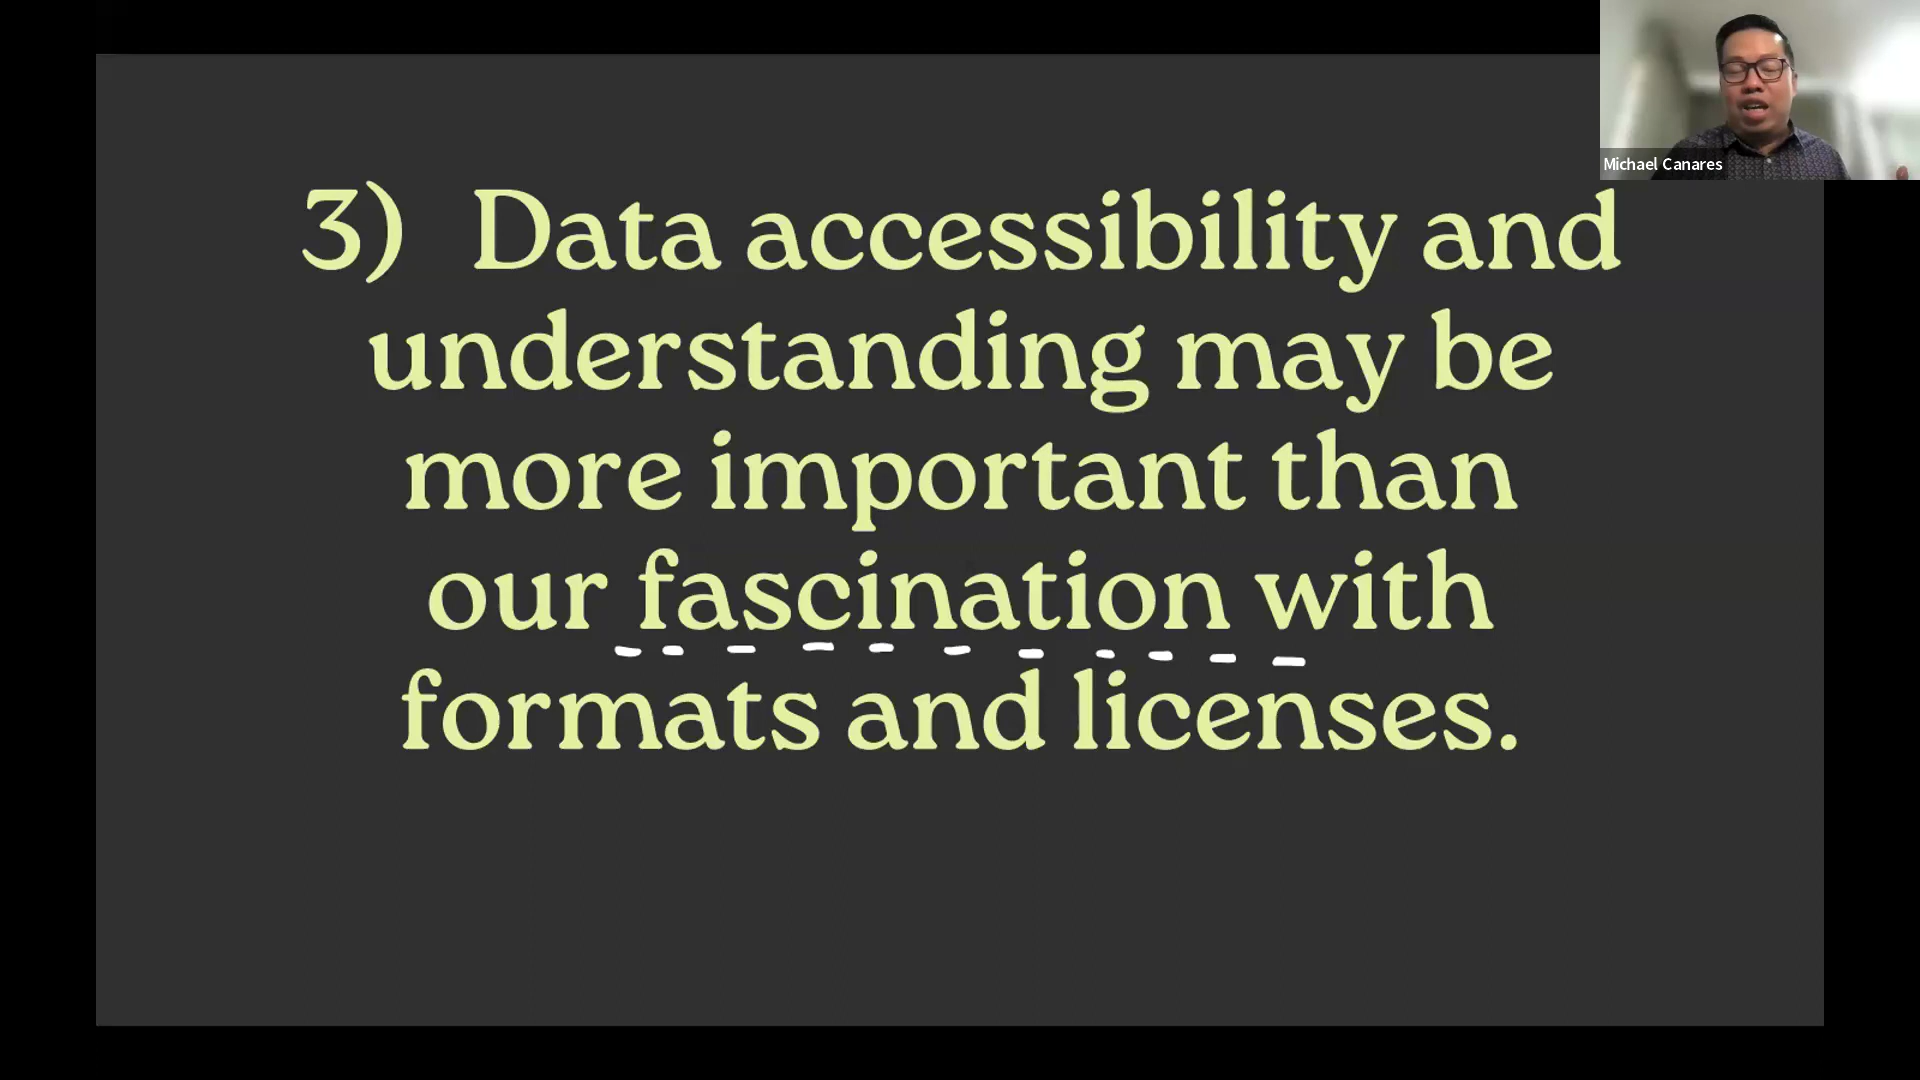 Michael Canares
3) Data accessibility and
understanding may be
more important than
our fascination with
formats and licenses.